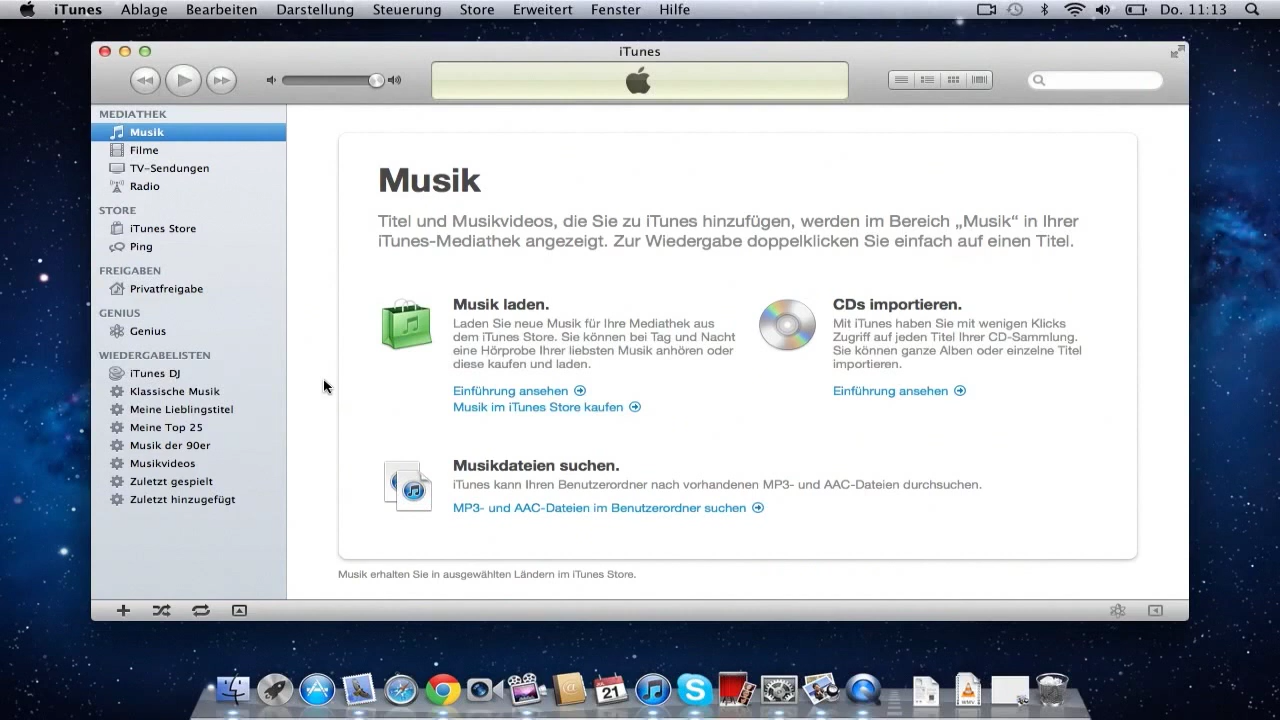 iTunes Ablage Bearbeiten Darstellung Steuerung Store Erweitert Fenster Hilfe Do. 11:13
iTunes
MEDIATHEK
Musik
Filme
TV-Sendungen
Radio
STORE
iTunes Store
Ping
FREIGABEN
Privatfreigabe
GENIUS
Genius
WIEDERGABELISTEN
iTunes DJ
Klassische Musik
Meine Lieblingstitel
Meine Top 25
Musik der 90er
Musikvideos
Zuletzt gespielt
Zuletzt hinzugefügt
Musik
Titel und Musikvideos, die Sie zu iTunes hinzufügen, werden im Bereich „Musik“ in Ihrer
iTunes-Mediathek angezeigt. Zur Wiedergabe doppelklicken Sie einfach auf einen Titel.
Musik laden.
Laden Sie neue Musik für Ihre Mediathek aus
dem iTunes Store. Sie können bei Tag und Nacht
eine Hörprobe Ihrer liebsten Musik anhören oder
diese kaufen und laden.
Einführung ansehen
Musik im iTunes Store kaufen
CDs importieren.
Mit iTunes haben Sie mit wenigen Klicks
Zugriff auf jeden Titel Ihrer CD-Sammlung.
Sie können ganze Alben oder einzelne Titel
importieren.
Einführung ansehen
Musikdateien suchen.
iTunes kann Ihren Benutzerordner nach vorhandenen MP3- und AAC-Dateien durchsuchen.
MP3- und AAC-Dateien im Benutzerordner suchen
Musik erhalten Sie in ausgewählten Ländern im iTunes Store.
21
WMV